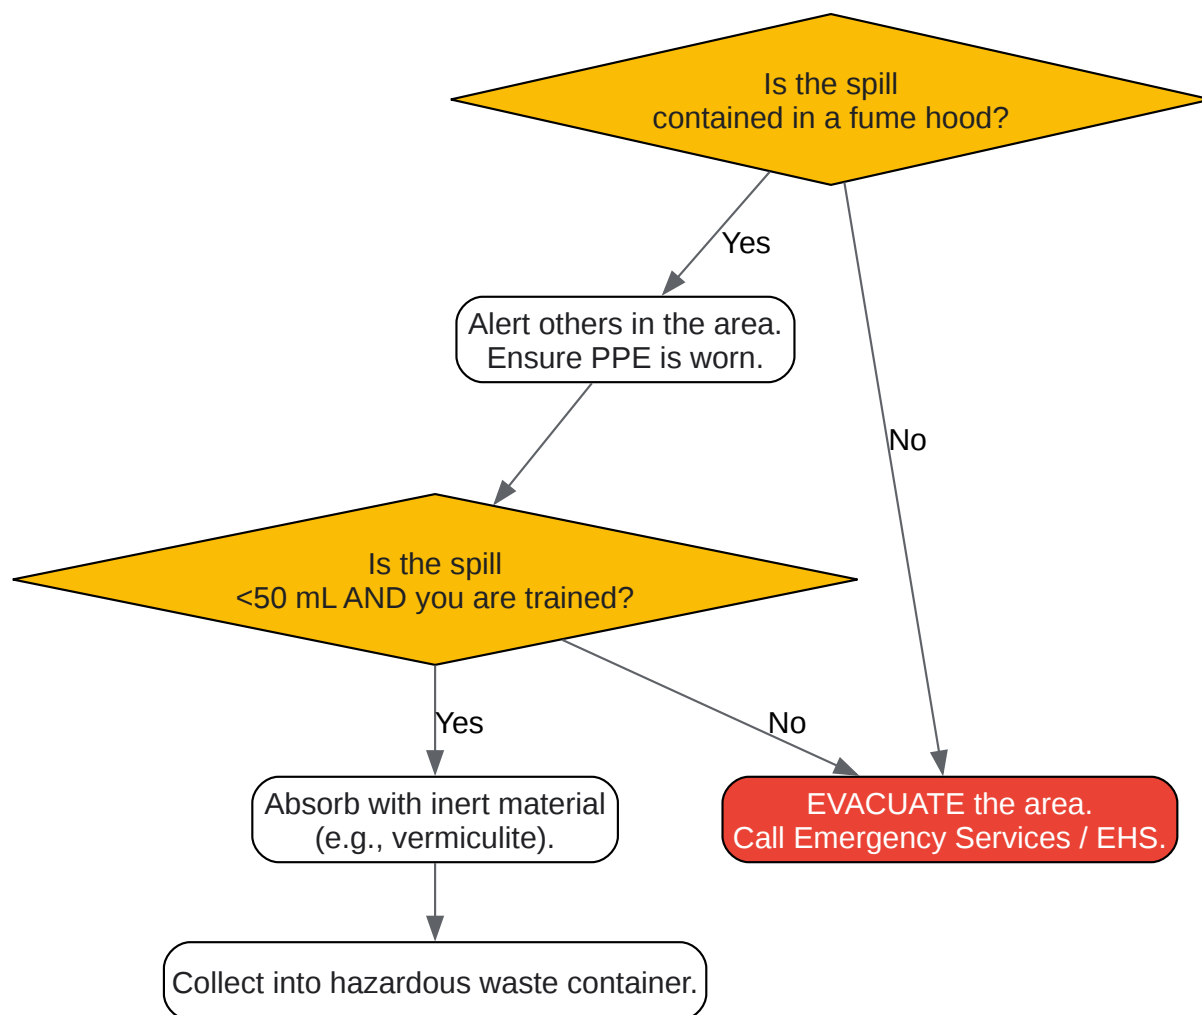 Is the spill
contained in a fume hood?
Yes
Alert others in the area.
Ensure PPE is worn.
No
Is the spill
<50 mL AND you are trained?
Yes
No
Absorb with inert material
(e.g., vermiculite).
EVACUATE the area.
Call Emergency Services / EHS.
Collect into hazardous waste container.